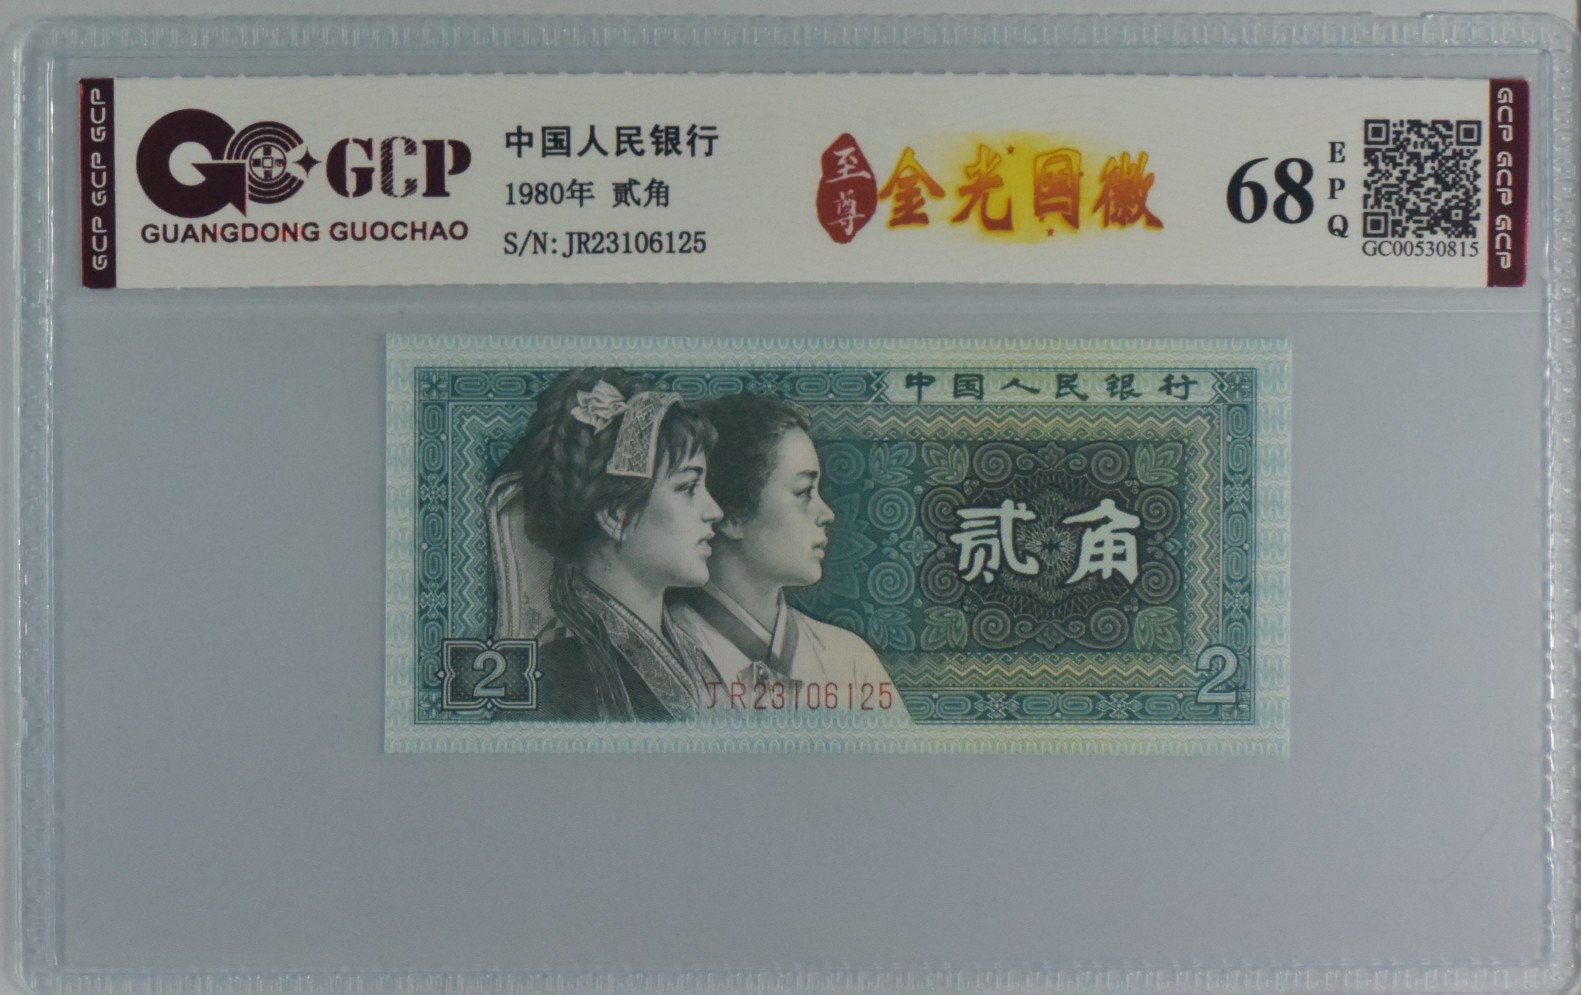 GCP GCP GCP
GCP
GUANGDONG GUOCHAO
中国人民银行
1980年 贰角
S/N:JR23106125
至尊
金光国徽
68
EPQ
GC00530815
GCP GCP GCP
中国人民银行
贰角
2
2
JR23106125